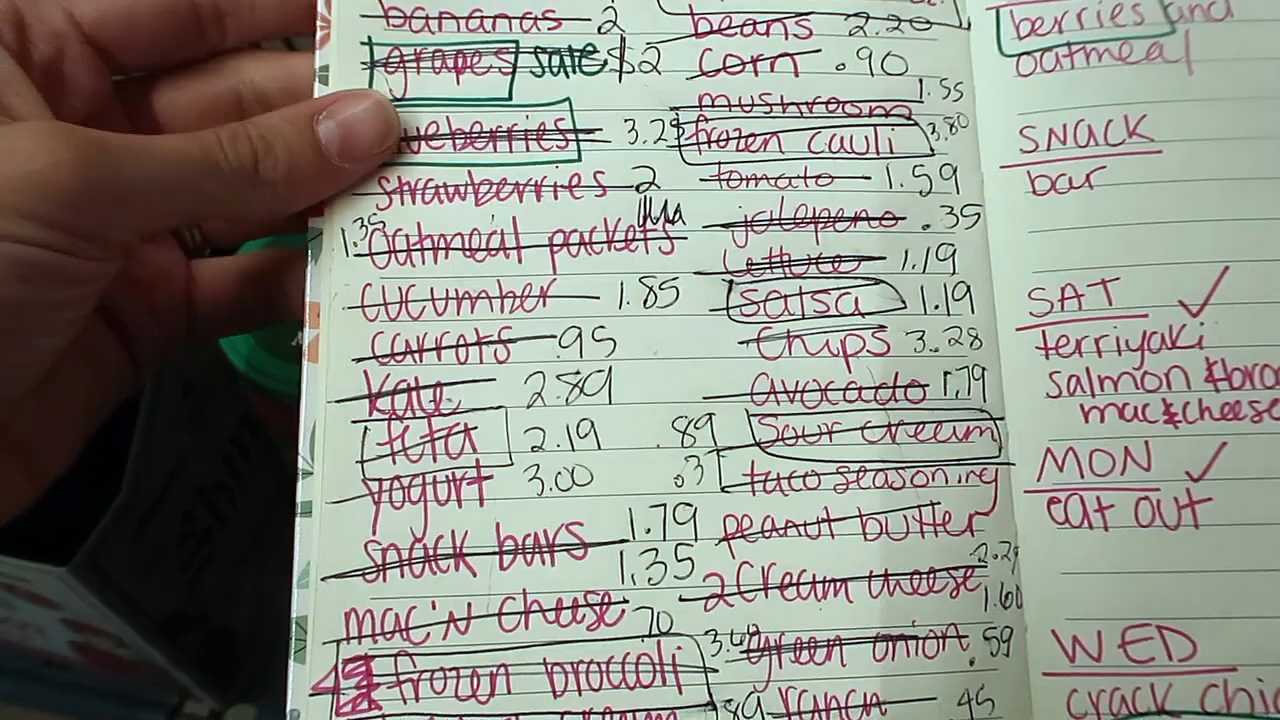 bananas 2
grapes sale $2
ueberries 3.2
strawberries 2
1.35 oatmeal packets
cucumber 1.85
carrots .95
kale 2.89
feta 2.19
yogurt 3.00
snack bars 1.79
mac'N cheese 1.35
frozen broccoli
beans 2.20
corn .90
mushroom 1.55
frozen cauli 3.80
tomato 1.59
jalepeno .35
lettuce 1.19
salsa 1.19
chips 3.28
avocado 1.79
.89 sour cream
.3 taco seasoning
peanut butter
2 cream cheese 1.60
green onion .59
ranch
berries and
oatmeal
SNACK
bar
SAT ✓
terriyaki
salmon
mac & cheese
MON ✓
eat out
WED
crack